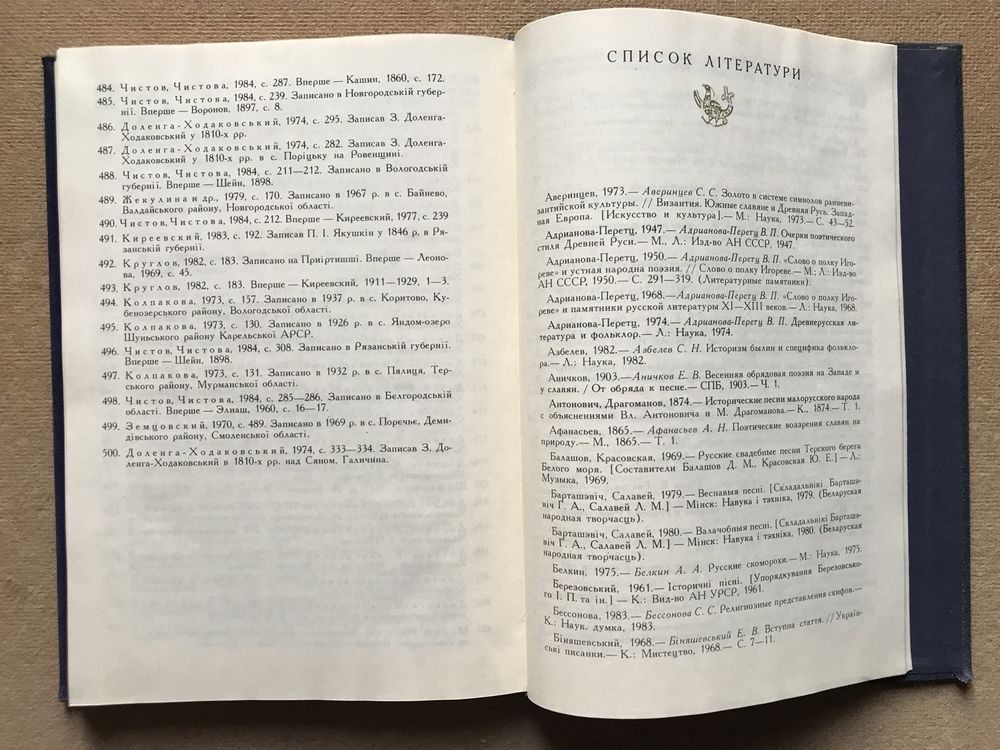 484. Чистов, Чистова, 1984, с. 287. Вперше — Кашин, 1860, с. 172.
485. Чистов, Чистова, 1984, с. 239. Записано в Новгородській губер-
нії. Вперше — Воронов, 1897, с. 8.
486. Доленга-Ходаковський, 1974, с. 295. Записав З. Доленга-
Ходаковський у 1810-х рр.
487. Доленга-Ходаковський, 1974, с. 282. Записав З. Доленга-
Ходаковський у 1810-х рр. в с. Поріцьку на Ровенщині.
488. Чистов, Чистова, 1984, с. 211—212. Записано в Вологодській
губернії. Вперше — Шейн, 1898.
489. Жекулина и др., 1979, с. 170. Записано в 1967 р. в с. Байнево,
Валдайського району, Новгородської області.
490. Чистов, Чистова, 1984, с. 212. Вперше — Киреевский, 1977, с. 239
491. Киреевский, 1983, с. 192. Записав П. І. Якушкін у 1846 р. в Ря-
занській губернії.
492. Круглов, 1982, с. 183. Записано на Приіртишші. Вперше — Леоно-
ва, 1969, с. 45.
493. Круглов, 1982, с. 183. Вперше — Киреевский, 1911—1929, 1—3.
494. Колпакова, 1973, с. 157. Записано в 1937 р. в с. Коритово, Ку-
бенозерського району, Вологодської області.
495. Колпакова, 1973, с. 130. Записано в 1926 р. в с. Яндом-озеро
Шуньського району Карельської АРСР.
496. Чистов, Чистова, 1984, с. 308. Записано в Рязанській губернії.
Вперше — Шейн, 1898.
497. Колпакова, 1973, с. 131. Записано в 1932 р. в с. Пялиця, Тер-
ського району, Мурманської області.
498. Чистов, Чистова, 1984, с. 285—286. Записано в Бєлгородській
області. Вперше — Элиаш, 1960, с. 16—17.
499. Земцовский, 1970, с. 489. Записано в 1969 р. в с. Порєчьє, Деми-
дівського району, Смоленської області.
500. Доленга-Ходаковський, 1974, с. 333—334. Записав З. До-
ленга-Ходаковський в 1810-х рр. над Сяном, Галичина.
СПИСОК ЛІТЕРАТУРИ
Аверинцев, 1973.— Аверинцев С. С. Золото в системе символов ранневи-
зантийской культуры. // Византия. Южные славяне и Древняя Русь. Запад-
ная Европа. [Искусство и культура].— М.: Наука, 1973.— С. 43—52.
Адрианова-Перетц, 1947.— Адрианова-Перетц В. П. Очерки поэтического
стиля Древней Руси.— М., Л.: Изд-во АН СССР, 1947.
Адрианова-Перетц, 1950.— Адрианова-Перетц В. П. «Слово о полку Иго-
реве» и устная народна поэзия. // Слово о полку Игореве.— М.; Л.: Изд-во
АН СССР, 1950.— С. 291—319. (Литературные памятники).
Адрианова-Перетц, 1968.—Адрианова-Перетц В. П. «Слово о полку Иго-
реве» и памятники русской литературы XI—XIII веков.— Л.: Наука, 1968.
Адрианова-Перетц, 1974.— Адрианова-Перетц В. П. Древнерусская ли-
тература и фольклор.— Л.: Наука, 1974.
Азбелев, 1982.— Азбелев С. Н. Историзм былин и специфика фолькло-
ра.— Л.: Наука, 1982.
Аничков, 1903.—Аничков Е. В. Весенняя обрядовая поэзия на Западе и
у славян. / От обряда к песне.— СПБ, 1903.— Ч. 1.
Антонович, Драгоманов, 1874.— Исторические песни малорусского народа
с объяснениями Вл. Антоновича и М. Драгоманова.— К., 1874.— Т. 1.
Афанасьев, 1865.— Афанасьев А. Н. Поэтические воззрения славян на
природу.— М., 1865.— Т. 1.
Балашов, Красовская, 1969.— Русские свадебные песни Терского берега
Белого моря. [Составители Балашов Д. М., Красовская Ю. Е.] — Л.:
Музыка, 1969.
Барташэвіч, Салавей, 1979.— Веснавыя песні. [Складальнікі Барташэ-
віч Г. А., Салавей Л. М.] — Мінск: Навука і тэхніка, 1979. (Беларуская
народная творчасць).
Барташэвіч, Салавей, 1980.— Валачобныя песні. [Складальнікі Барташэ-
віч Г. А., Салавей Л. М.] — Мінск: Навука і тэхніка, 1980. (Беларуская
народная творчасць).
Белкин, 1975.— Белкин А. А. Русские скоморохи.— М.: Наука, 1975.
Березовський, 1961.— Історичні пісні. [Упорядкування Березовсько-
го І. П. та ін.] — К.: Вид-во АН УРСР, 1961.
Бессонова, 1983.— Бессонова С. С. Религиозные представления скифов.—
К.: Наук. думка, 1983.
Біняшевський, 1968.— Біняшевський Е. В. Вступна стаття. // Україн-
ські писанки.— К.: Мистецтво, 1968.— С. 7—11.